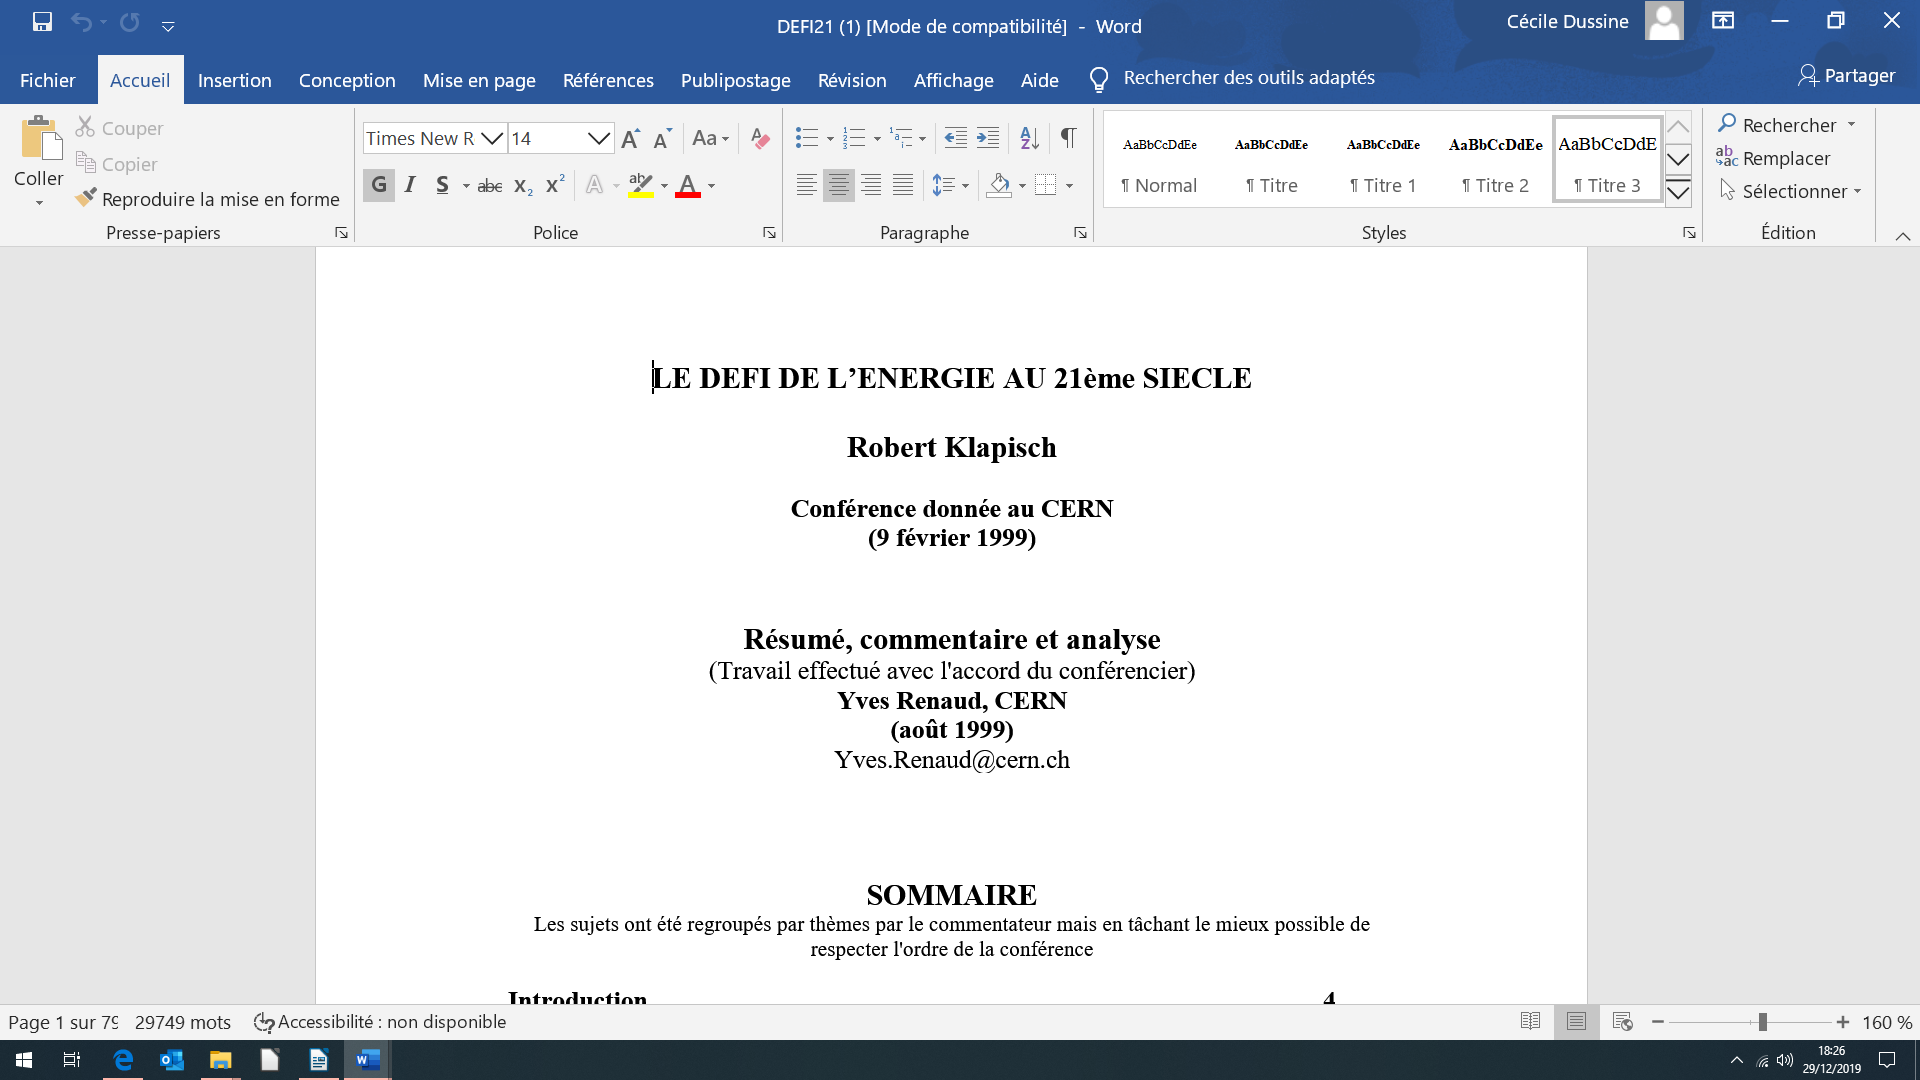 DEFI21 (1) [Mode de compatibilité] - Word
Cécile Dussine
Fichier Accueil Insertion Conception Mise en page Références Publipostage Révision Affichage Aide Rechercher des outils adaptés Partager
Coller
Couper
Copier
Reproduire la mise en forme
Presse-papiers
Times New R 14
Aa
G I S abc X₂ X² A ab A
Police
Paragraphe
AaBbCcDdEe AaBbCcDdEe AaBbCcDdEe AaBbCcDdEe AaBbCcDdE
¶ Normal ¶ Titre ¶ Titre 1 ¶ Titre 2 ¶ Titre 3
Styles
Rechercher
Remplacer
Sélectionner
Édition
LE DEFI DE L’ENERGIE AU 21ème SIECLE
Robert Klapisch
Conférence donnée au CERN
(9 février 1999)
Résumé, commentaire et analyse
(Travail effectué avec l'accord du conférencier)
Yves Renaud, CERN
(août 1999)
Yves.Renaud@cern.ch
SOMMAIRE
Les sujets ont été regroupés par thèmes par le commentateur mais en tâchant le mieux possible de
respecter l'ordre de la conférence
Introduction 4
Page 1 sur 79 29749 mots Accessibilité : non disponible 160 %
18:26
29/12/2019